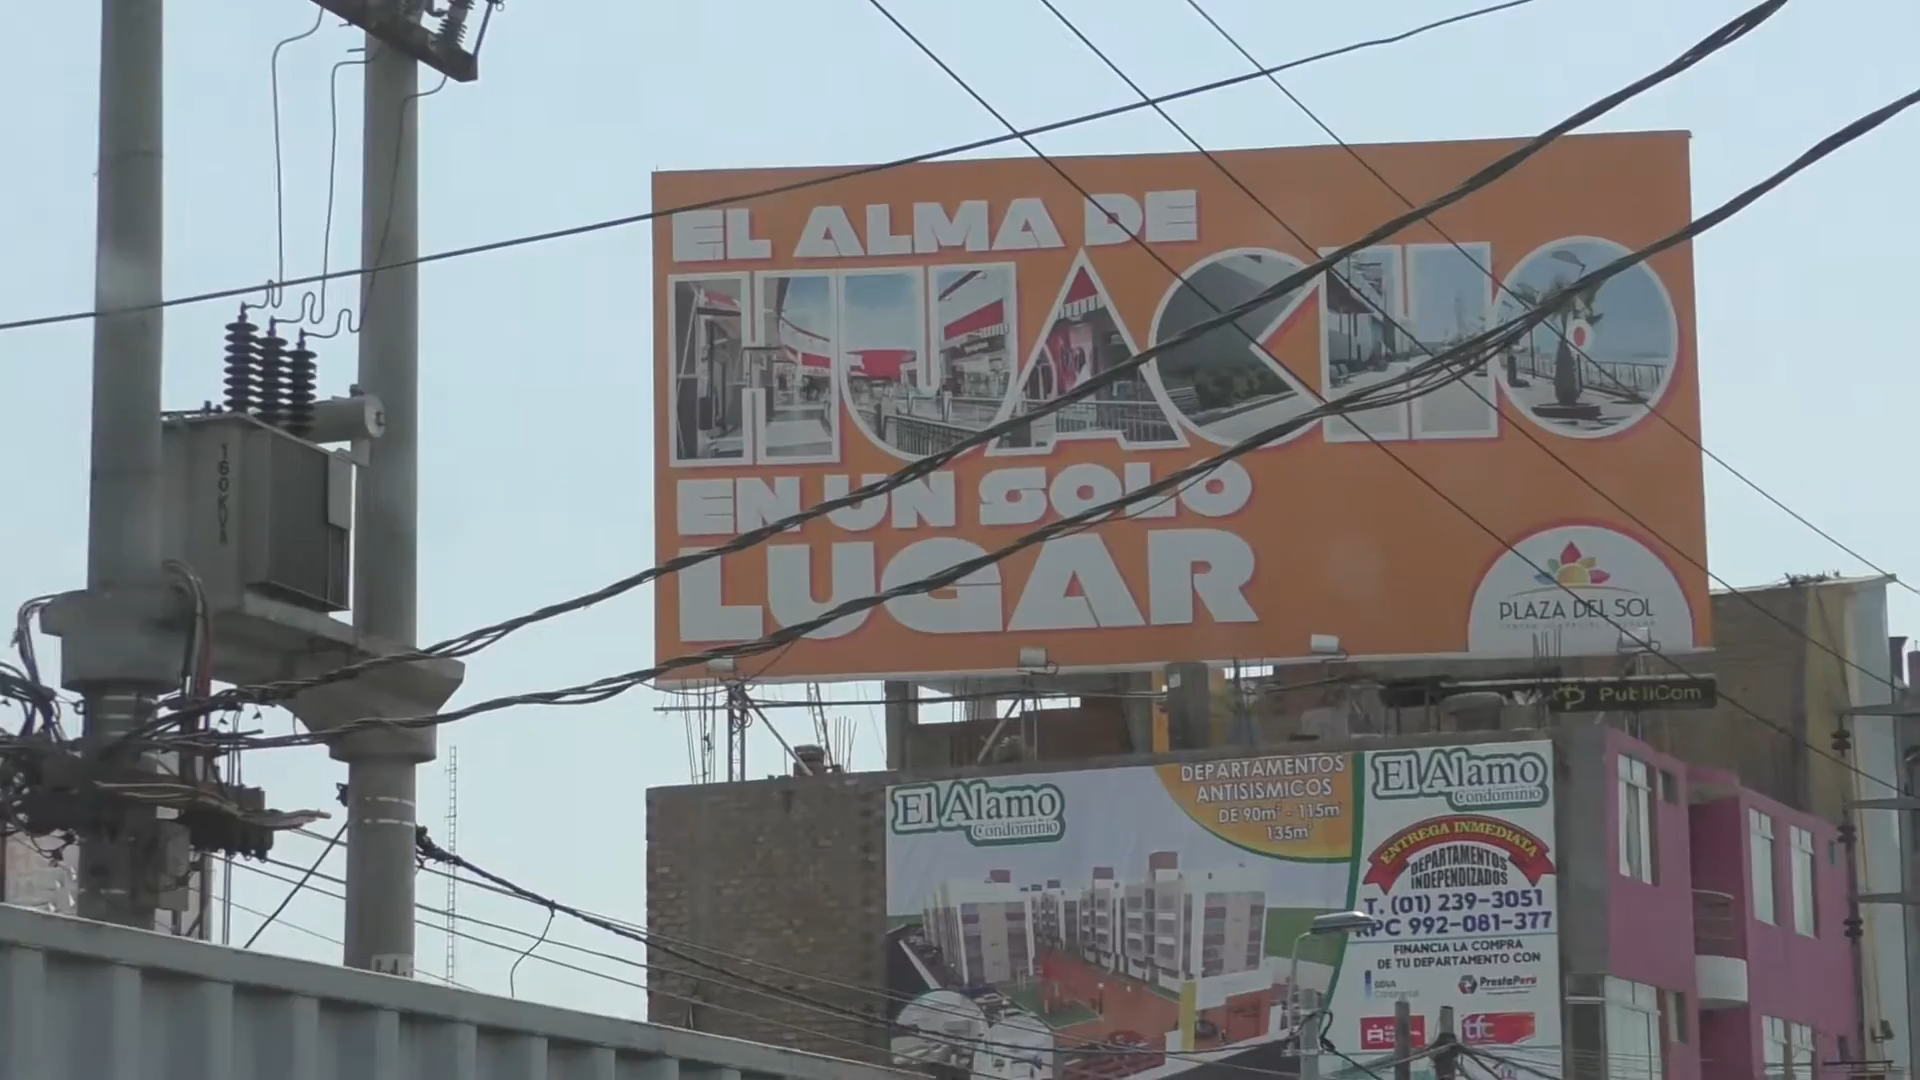 160KVA
EL ALMA DE
HUACHO
EN UN SOLO
LUGAR
PLAZA DEL SOL
PubliCom
El Alamo
Condominio
DEPARTAMENTOS
ANTISISMICOS
DE 90m² - 115m²
135m²
El Alamo
Condominio
ENTREGA INMEDIATA
DEPARTAMENTOS
INDEPENDIZADOS
T. (01) 239-3051
RPC 992-081-377
FINANCIA LA COMPRA
DE TU DEPARTAMENTO CON
BBVA
PrestaPeru
tfc